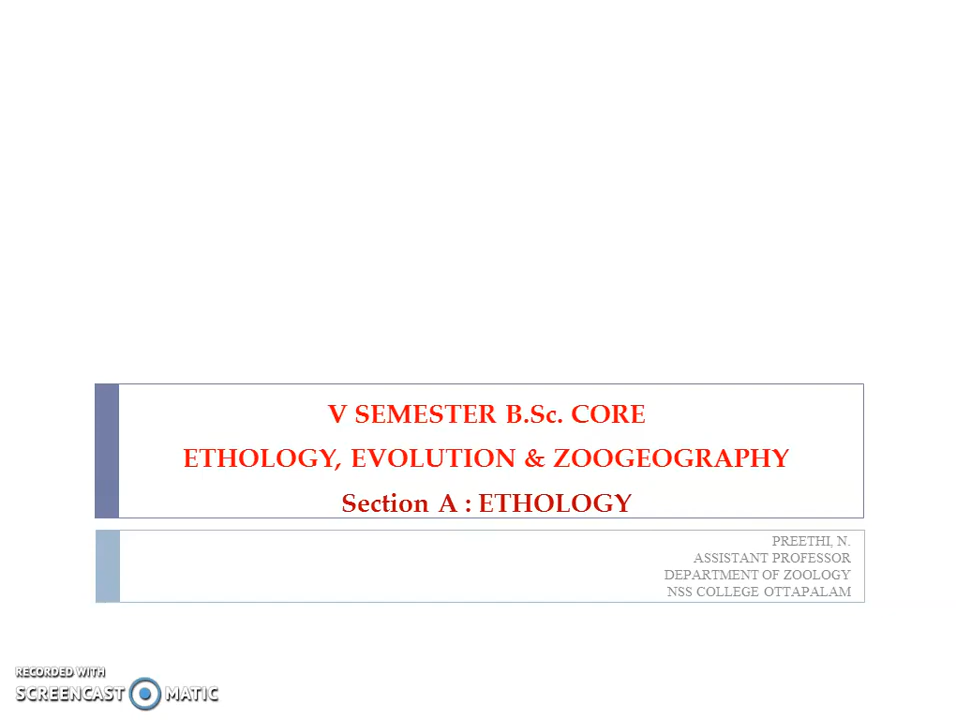 V SEMESTER B.Sc. CORE
ETHOLOGY, EVOLUTION & ZOOGEOGRAPHY
Section A : ETHOLOGY
PREETHI, N.
ASSISTANT PROFESSOR
DEPARTMENT OF ZOOLOGY
NSS COLLEGE OTTAPALAM
RECORDED WITH
SCREENCAST MATIC